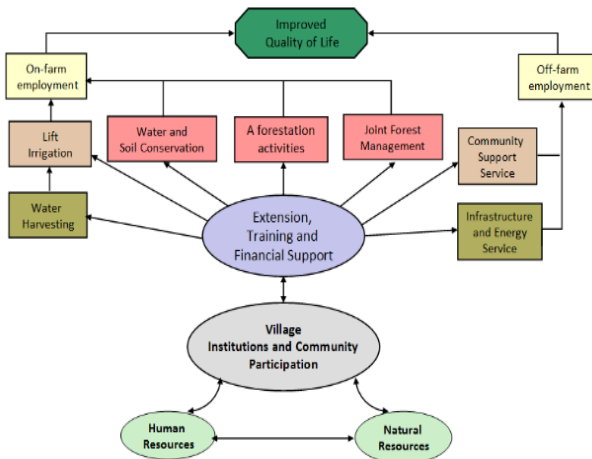 Improved
Quality of Life
On-farm
employment
Off-farm
employment
Lift
Irrigation
Water and
Soil Conservation
A forestation
activities
Joint Forest
Management
Community
Support
Service
Water
Harvesting
Extension,
Training and
Financial Support
Infrastructure
and Energy
Service
Village
Institutions and Community
Participation
Human
Resources
Natural
Resources